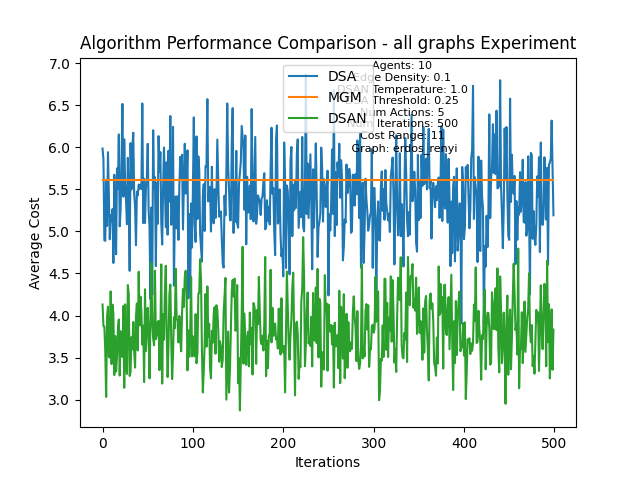 Algorithm Performance Comparison - all graphs Experiment
Average Cost
7.0
6.5
6.0
5.5
5.0
4.5
4.0
3.5
3.0
DSA
MGM
DSAN
Agents: 10
Edge Density: 0.1
DSAN Temperature: 1.0
Threshold: 0.25
Num Actions: 5
Num Iterations: 500
Cost Range: 11
Graph: erdos_renyi
0
100
200
300
400
500
Iterations